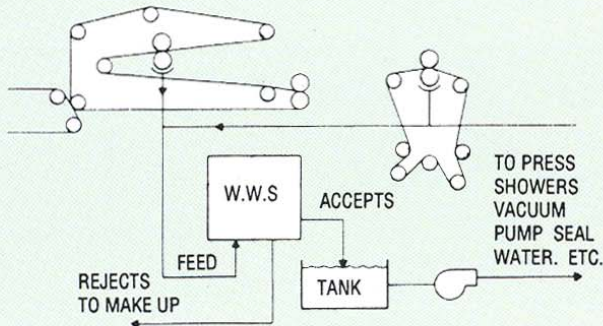 W.W.S
ACCEPTS
TO PRESS
SHOWERS
VACUUM
PUMP SEAL
WATER. ETC.
FEED
REJECTS
TO MAKE UP
TANK